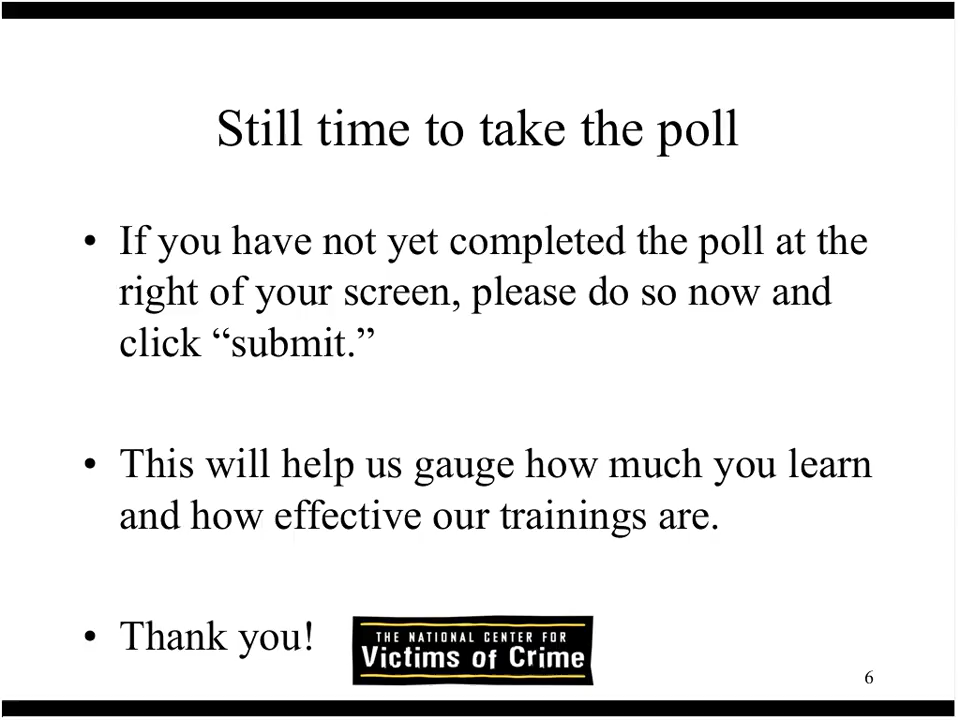 Still time to take the poll
• If you have not yet completed the poll at the
right of your screen, please do so now and
click “submit.”
• This will help us gauge how much you learn
and how effective our trainings are.
• Thank you!
THE NATIONAL CENTER FOR
Victims of Crime
6